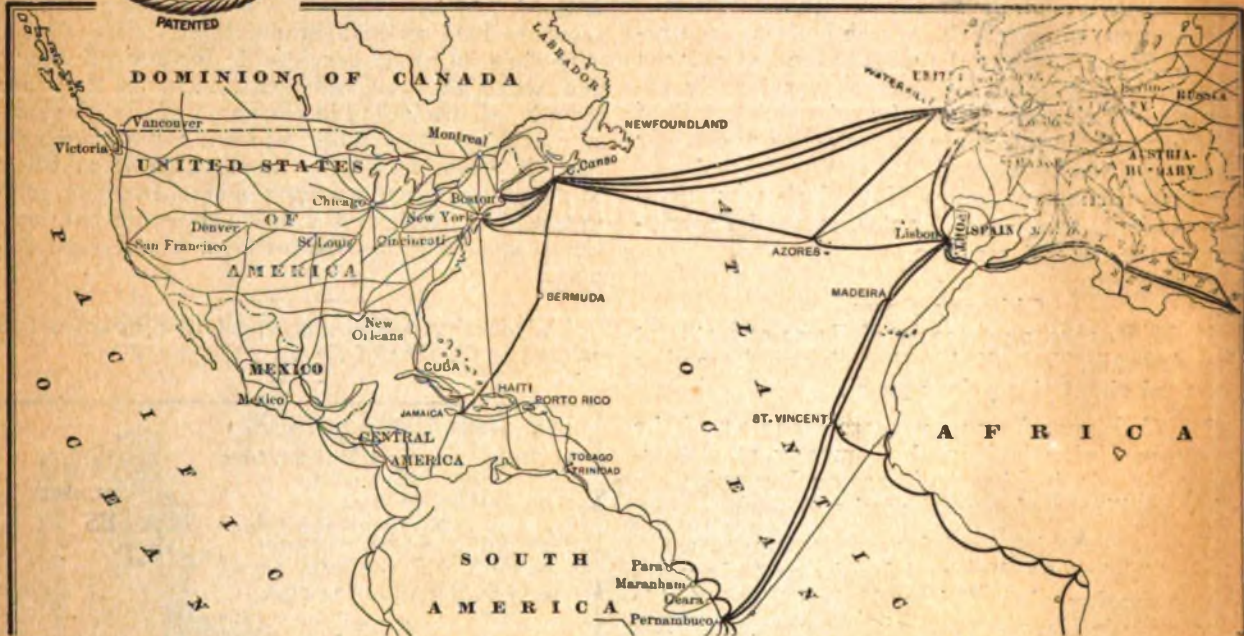 PATENTED
LABRADOR
DOMINION OF CANADA
WATERVILLE
Berlin
RUSSIA
Vancouver
NEWFOUNDLAND
Montreal
Victoria
UNITED STATES
C. Canso
AUSTRIA-
HUNGARY
Chicago
Boston
New York
OF
Denver
San Francisco
St Louis
Cincinnati
Lisbon
PORT.
SPAIN
AZORES
AMERICA
BERMUDA
MADEIRA
New
Orleans
CUBA
MEXICO
Mexico
HAITI
PORTO RICO
JAMAICA
ST. VINCENT
AFRICA
CENTRAL
AMERICA
TOBAGO
TRINIDAD
PACIFIC
OCEAN
ATLANTIC
OCEAN
SOUTH
AMERICA
Para
Maranham
Ceara
Pernambuco